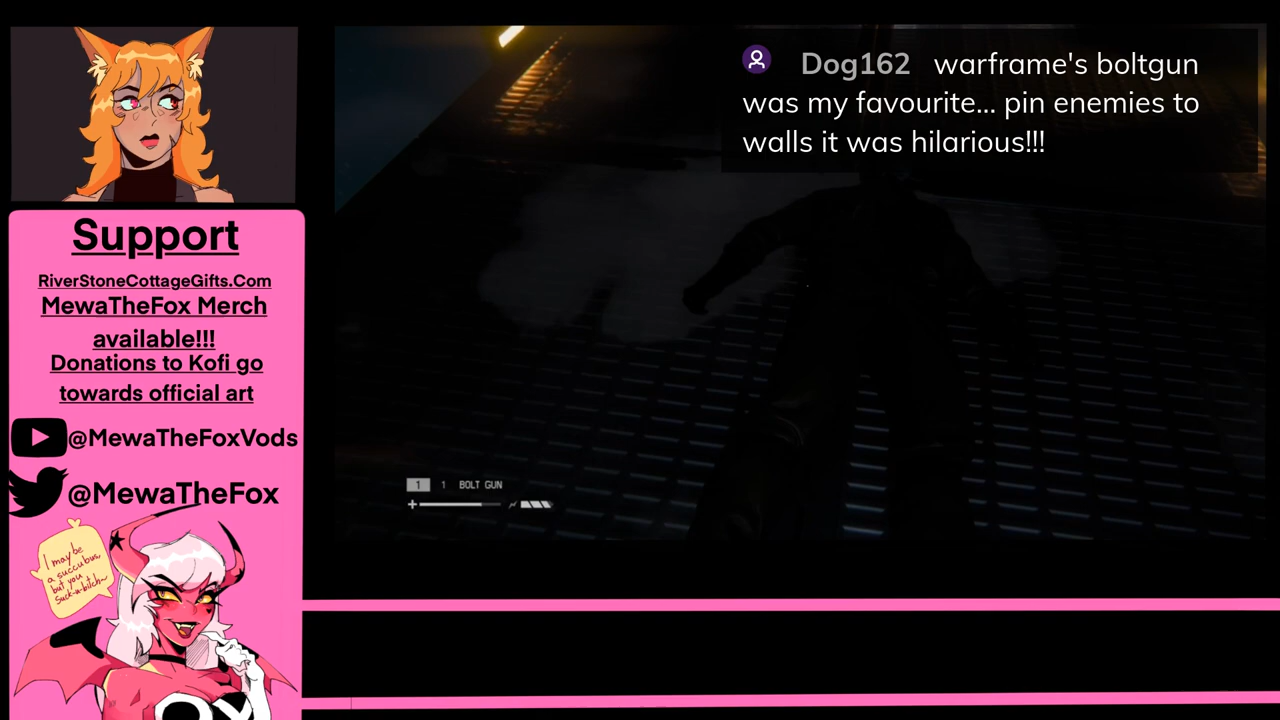 Dog162 warframe's boltgun
was my favourite... pin enemies to
walls it was hilarious!!!
Support
RiverStoneCottageGifts.Com
MewaTheFox Merch
available!!!
Donations to Kofi go
towards official art
@MewaTheFoxVods
@MewaTheFox
I may be
a succubus,
but you
suck-a-bitch~
1 1 BOLT GUN